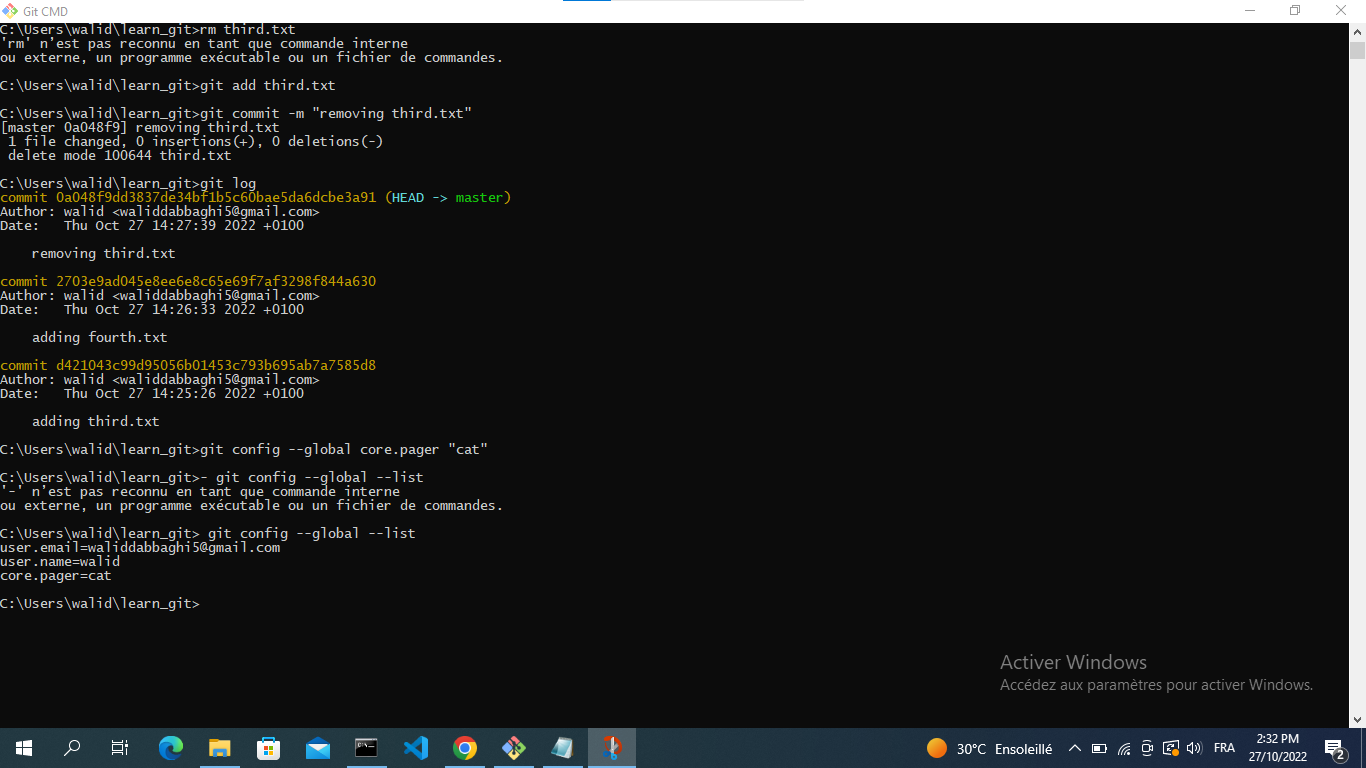 Git CMD
C:\Users\walid\learn_git>rm third.txt
'rm' n'est pas reconnu en tant que commande interne
ou externe, un programme exécutable ou un fichier de commandes.
C:\Users\walid\learn_git>git add third.txt
C:\Users\walid\learn_git>git commit -m "removing third.txt"
[master 0a048f9] removing third.txt
 1 file changed, 0 insertions(+), 0 deletions(-)
 delete mode 100644 third.txt
C:\Users\walid\learn_git>git log
commit 0a048f9dd3837de34bf1b5c60bae5da6dcbe3a91 (HEAD -> master)
Author: walid <waliddabbaghi5@gmail.com>
Date:   Thu Oct 27 14:27:39 2022 +0100
    removing third.txt
commit 2703e9ad045e8ee6e8c65e69f7af3298f844a630
Author: walid <waliddabbaghi5@gmail.com>
Date:   Thu Oct 27 14:26:33 2022 +0100
    adding fourth.txt
commit d421043c99d95056b01453c793b695ab7a7585d8
Author: walid <waliddabbaghi5@gmail.com>
Date:   Thu Oct 27 14:25:26 2022 +0100
    adding third.txt
C:\Users\walid\learn_git>git config --global core.pager "cat"
C:\Users\walid\learn_git>- git config --global --list
'-' n'est pas reconnu en tant que commande interne
ou externe, un programme exécutable ou un fichier de commandes.
C:\Users\walid\learn_git> git config --global --list
user.email=waliddabbaghi5@gmail.com
user.name=walid
core.pager=cat
C:\Users\walid\learn_git>
Activer Windows
Accédez aux paramètres pour activer Windows.
30°C Ensoleillé
FRA
2:32 PM
27/10/2022
2